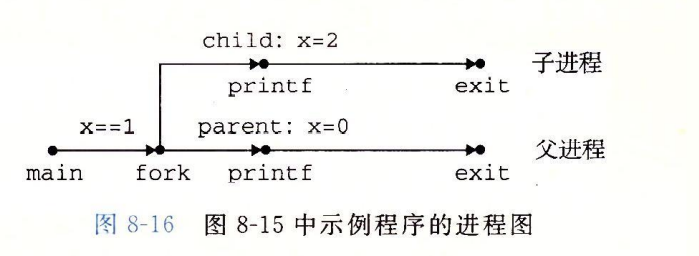 child: x=2
子进程
printf
exit
x==1
parent: x=0
父进程
main
fork
printf
exit
图 8-16 图 8-15 中示例程序的进程图